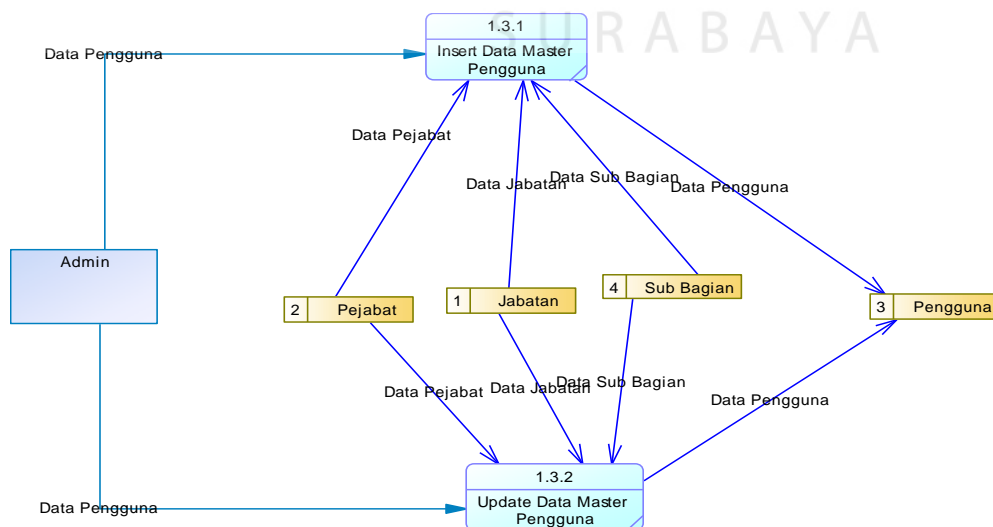 SURABAYA
1.3.1
Insert Data Master
Pengguna
Data Pengguna
Data Pejabat
Data Jabatan
Data Sub Bagian
Data Pengguna
Admin
2 Pejabat
1 Jabatan
4 Sub Bagian
3 Pengguna
Data Pejabat
Data Jabatan
Data Sub Bagian
Data Pengguna
1.3.2
Update Data Master
Pengguna
Data Pengguna